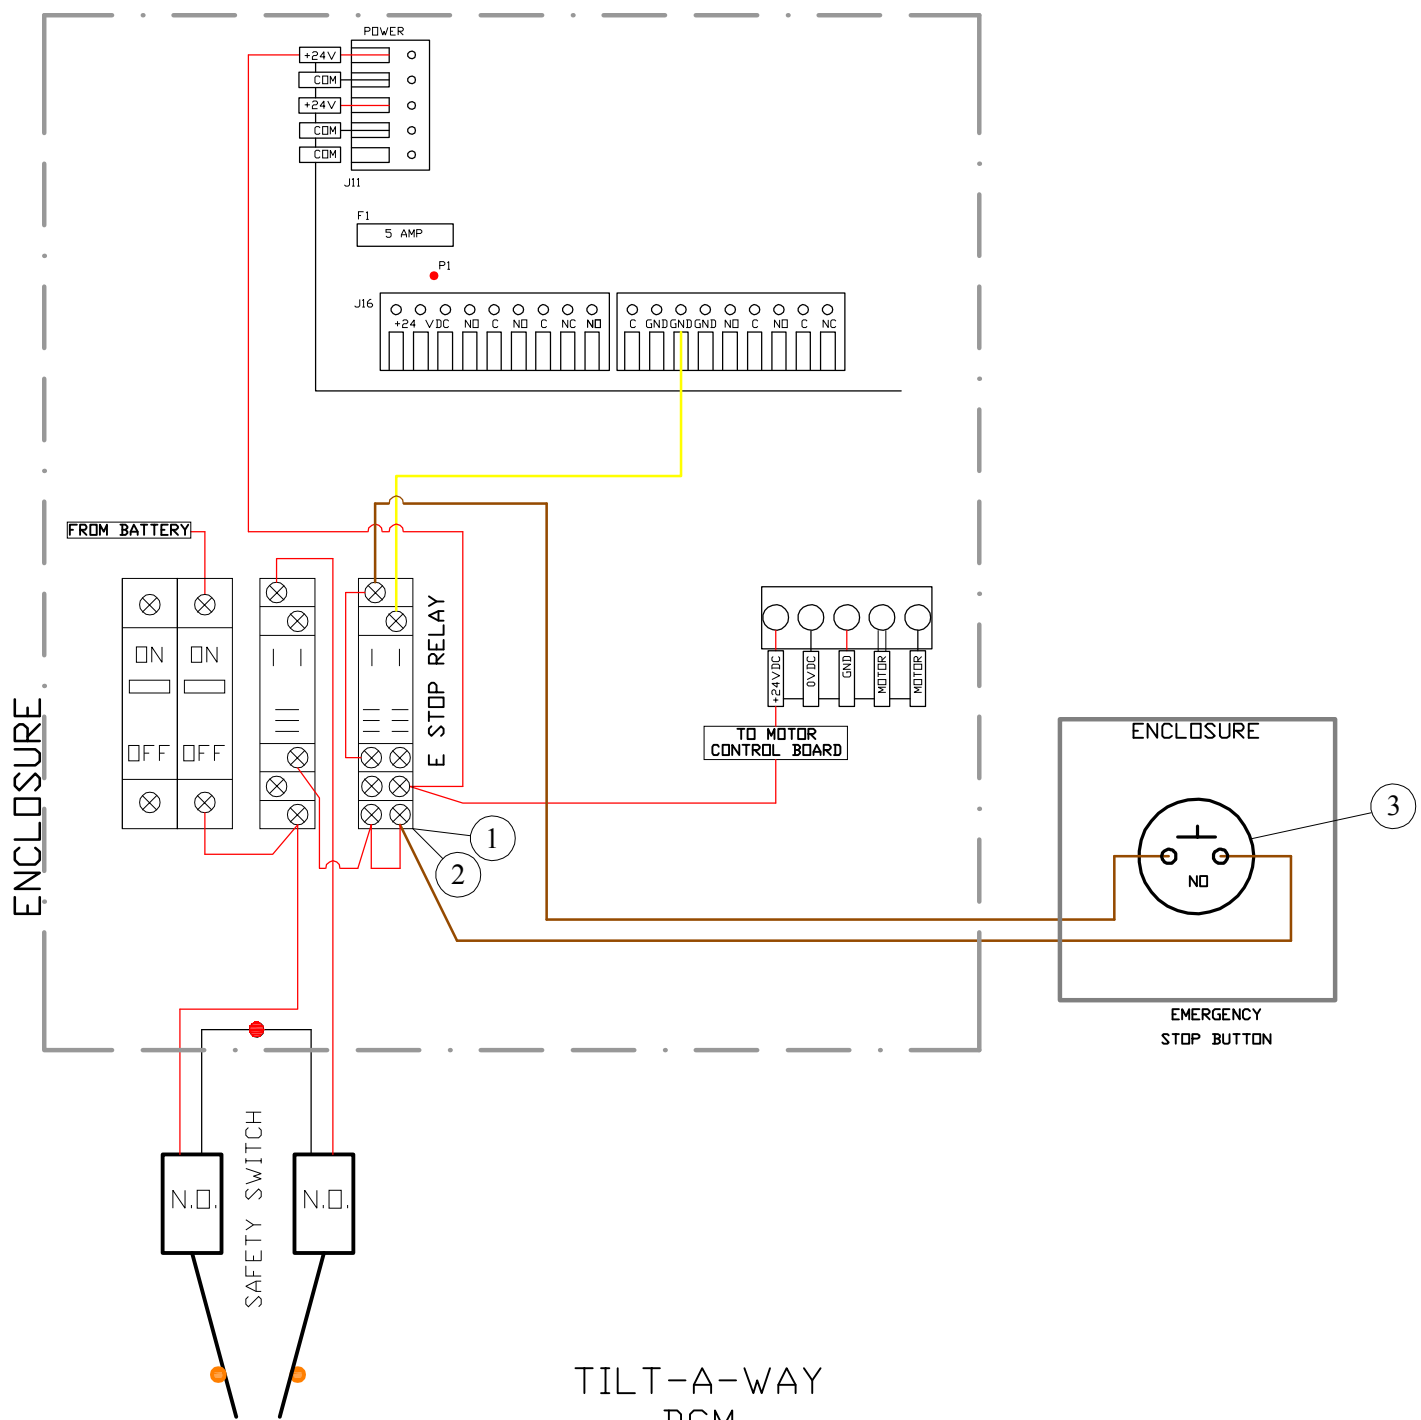 POWER
+24V
COM
+24V
COM
COM
J11
F1
5 AMP
P1
J16
+24 VDC NO C NO C NC NO
C GND GND GND NO C NO C NC
FROM BATTERY
ON ON
OFF OFF
E STOP RELAY
+24VDC
0VDC
GND
MOTOR
MOTOR
TO MOTOR
CONTROL BOARD
ENCLOSURE
ENCLOSURE
3
NO
1
2
EMERGENCY
STOP BUTTON
SAFETY SWITCH
N.O.
N.O.
TILT-A-WAY